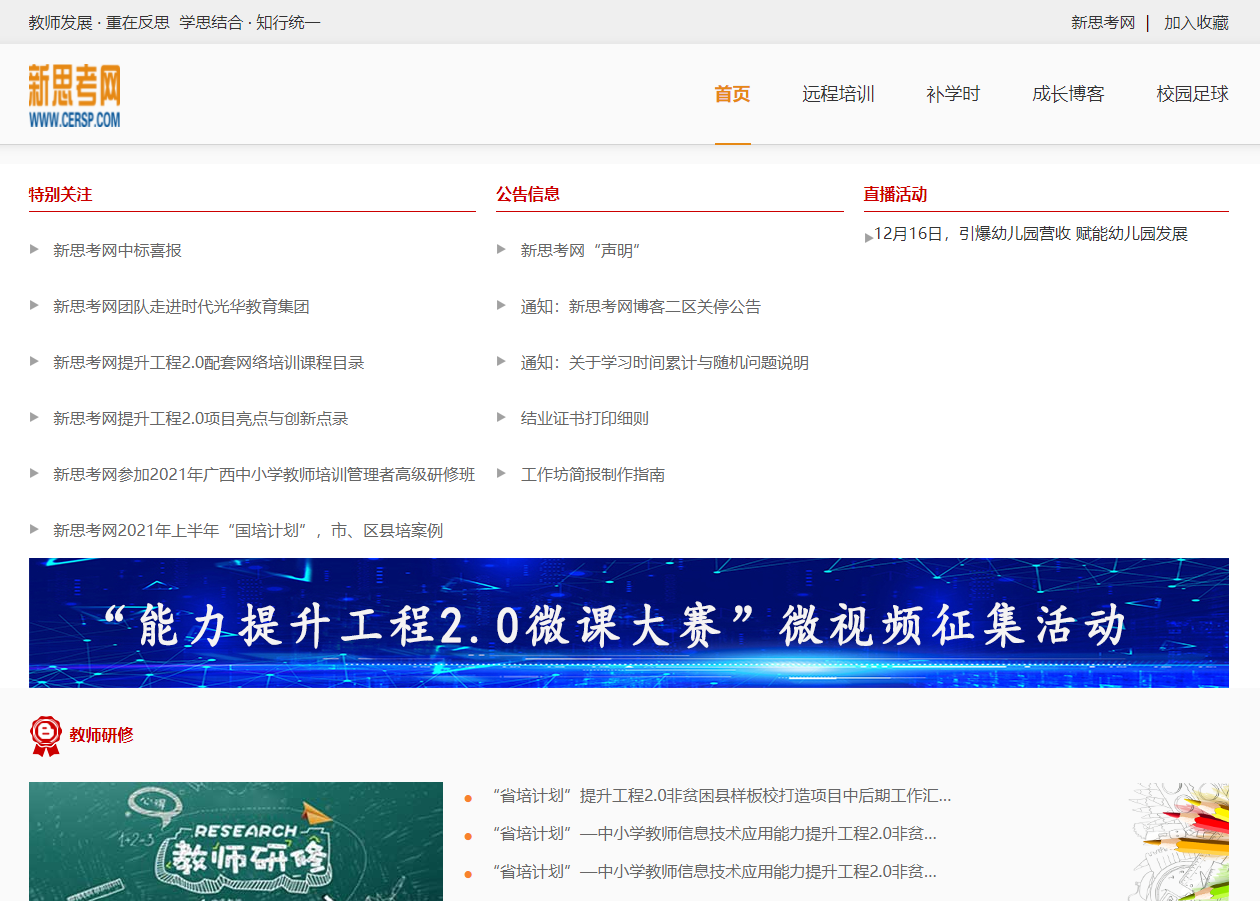 教师发展 · 重在反思 学思结合 · 知行统一
新思考网 | 加入收藏
新思考网
WWW.CERSP.COM
首页 远程培训 补学时 成长博客 校园足球
特别关注
新思考网中标喜报
新思考网团队走进时代光华教育集团
新思考网提升工程2.0配套网络培训课程目录
新思考网提升工程2.0项目亮点与创新点录
新思考网参加2021年广西中小学教师培训管理者高级研修班
新思考网2021年上半年“国培计划”，市、区县培案例
公告信息
新思考网“声明”
通知：新思考网博客二区关停公告
通知：关于学习时间累计与随机问题说明
结业证书打印细则
工作坊简报制作指南
直播活动
12月16日，引爆幼儿园营收 赋能幼儿园发展
“能力提升工程2.0微课大赛”微视频征集活动
教师研修
心得
1+2=3
RESEARCH
教师研修
“省培计划”提升工程2.0非贫困县样板校打造项目中后期工作汇...
“省培计划”—中小学教师信息技术应用能力提升工程2.0非贫...
“省培计划”—中小学教师信息技术应用能力提升工程2.0非贫...